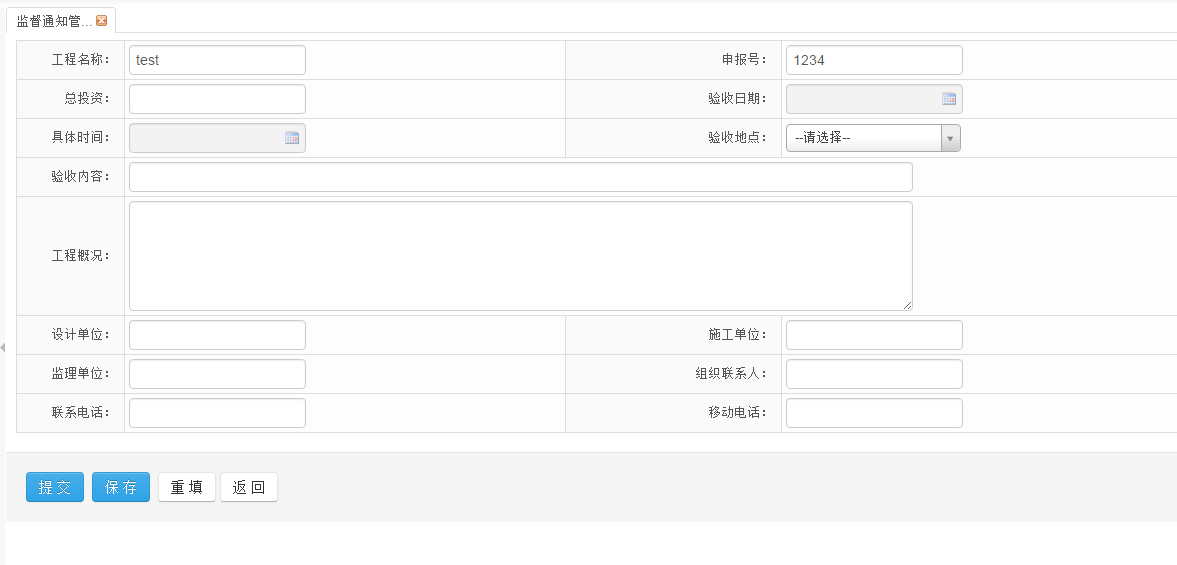 监督通知管...
工程名称： test 申报号： 1234
总投资： 验收日期：
具体时间： 验收地点： --请选择--
验收内容：
工程概况：
设计单位： 施工单位：
监理单位： 组织联系人：
联系电话： 移动电话：
提交 保存 重填 返回